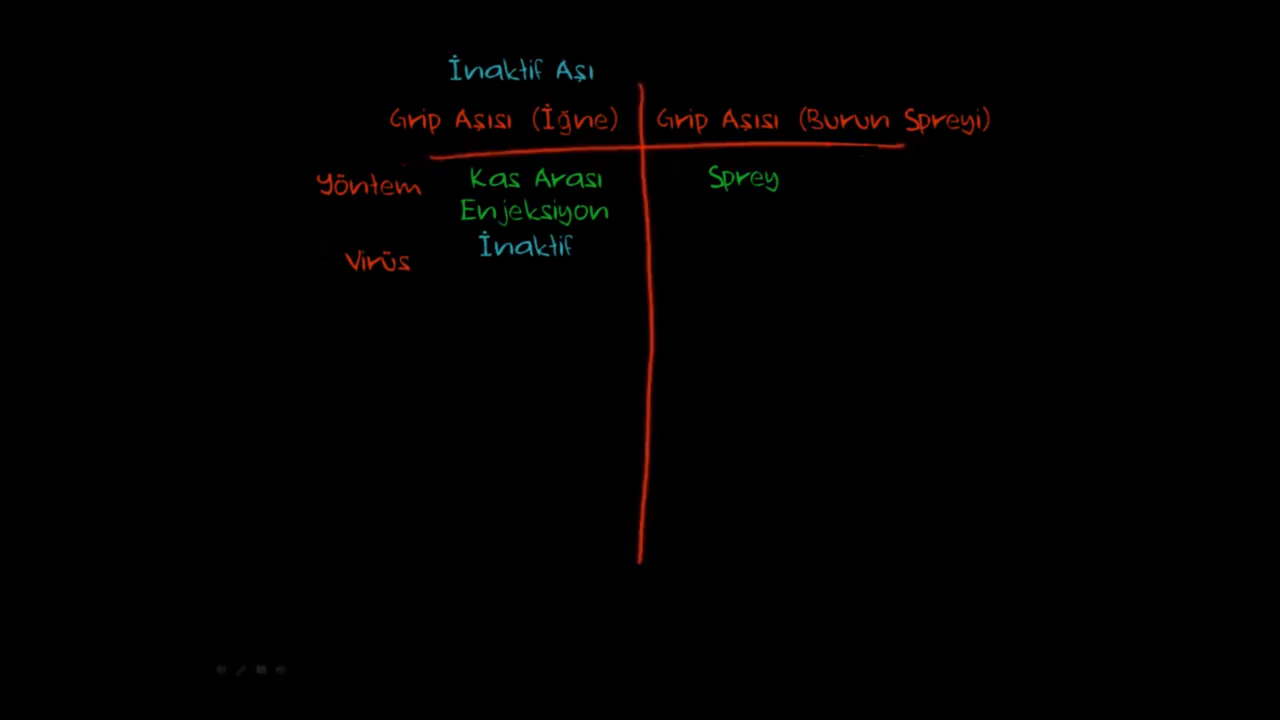 İnaktif Aşı
Grip Aşısı (İğne) Grip Aşısı (Burun Spreyi)
Yöntem Kas Arası Sprey
Enjeksiyon
İnaktif
Virüs